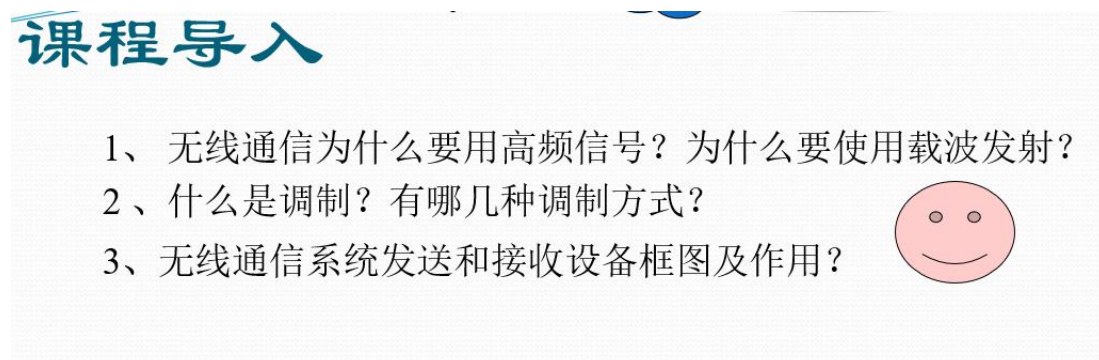 课程导入
1、 无线通信为什么要用高频信号？为什么要使用载波发射？
2 、什么是调制？有哪几种调制方式？
3、无线通信系统发送和接收设备框图及作用？